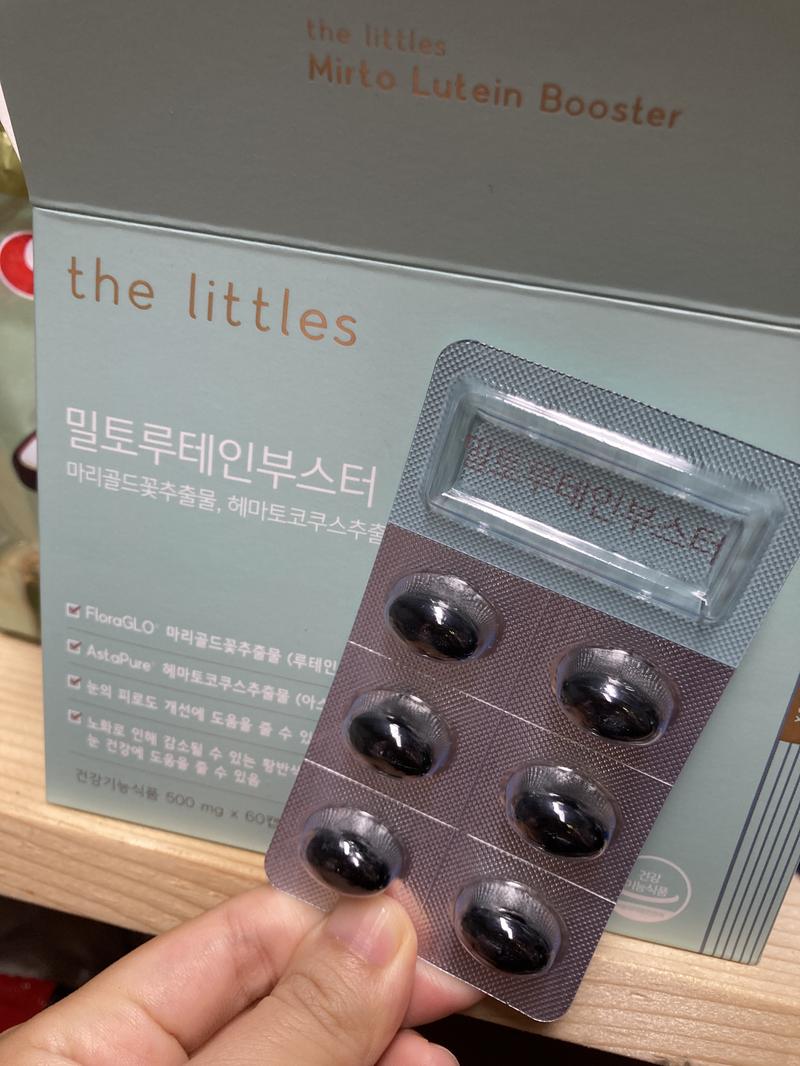 the littles
Mirto Lutein Booster
the littles
밀토루테인부스터
마리골드꽃추출물, 헤마토코쿠스추출
밀토루테인부스터
FloraGLO® 마리골드꽃추출물 (루테인
AstaPure® 헤마토코쿠스추출물 (아스
눈의 피로도 개선에 도움을 줄 수 있
노화로 인해 감소될 수 있는 황반색
눈 건강에 도움을 줄 수 있음
건강기능식품 500 mg x 60캡
건강
기능식품